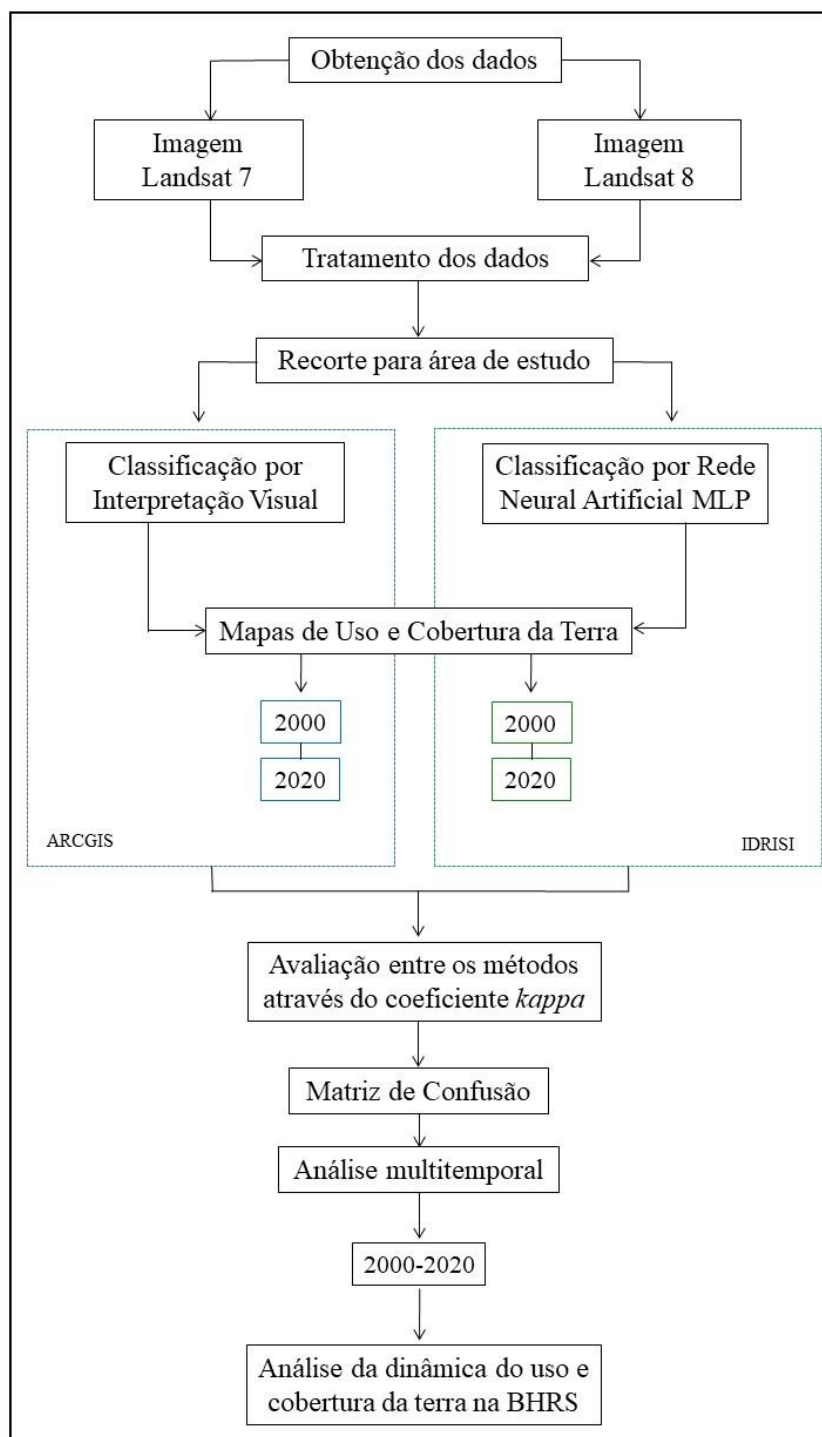 Obtenção dos dados
Imagem
Landsat 7
Imagem
Landsat 8
Tratamento dos dados
Recorte para área de estudo
Classificação por
Interpretação Visual
Classificação por Rede
Neural Artificial MLP
Mapas de Uso e Cobertura da Terra
2000
2020
2000
2020
ARCGIS
IDRISI
Avaliação entre os métodos
através do coeficiente kappa
Matriz de Confusão
Análise multitemporal
2000-2020
Análise da dinâmica do uso e
cobertura da terra na BHRS